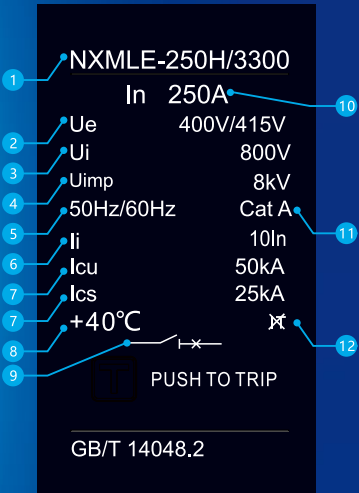 1 NXMLE-250H/3300
In 250A 10
2 Ue 400V/415V
3 Ui 800V
4 Uimp 8kV
5 50Hz/60Hz Cat A 11
6 Ii 10In
7 Icu 50kA
7 Ics 25kA
8 +40℃ 12
9
PUSH TO TRIP
GB/T 14048.2